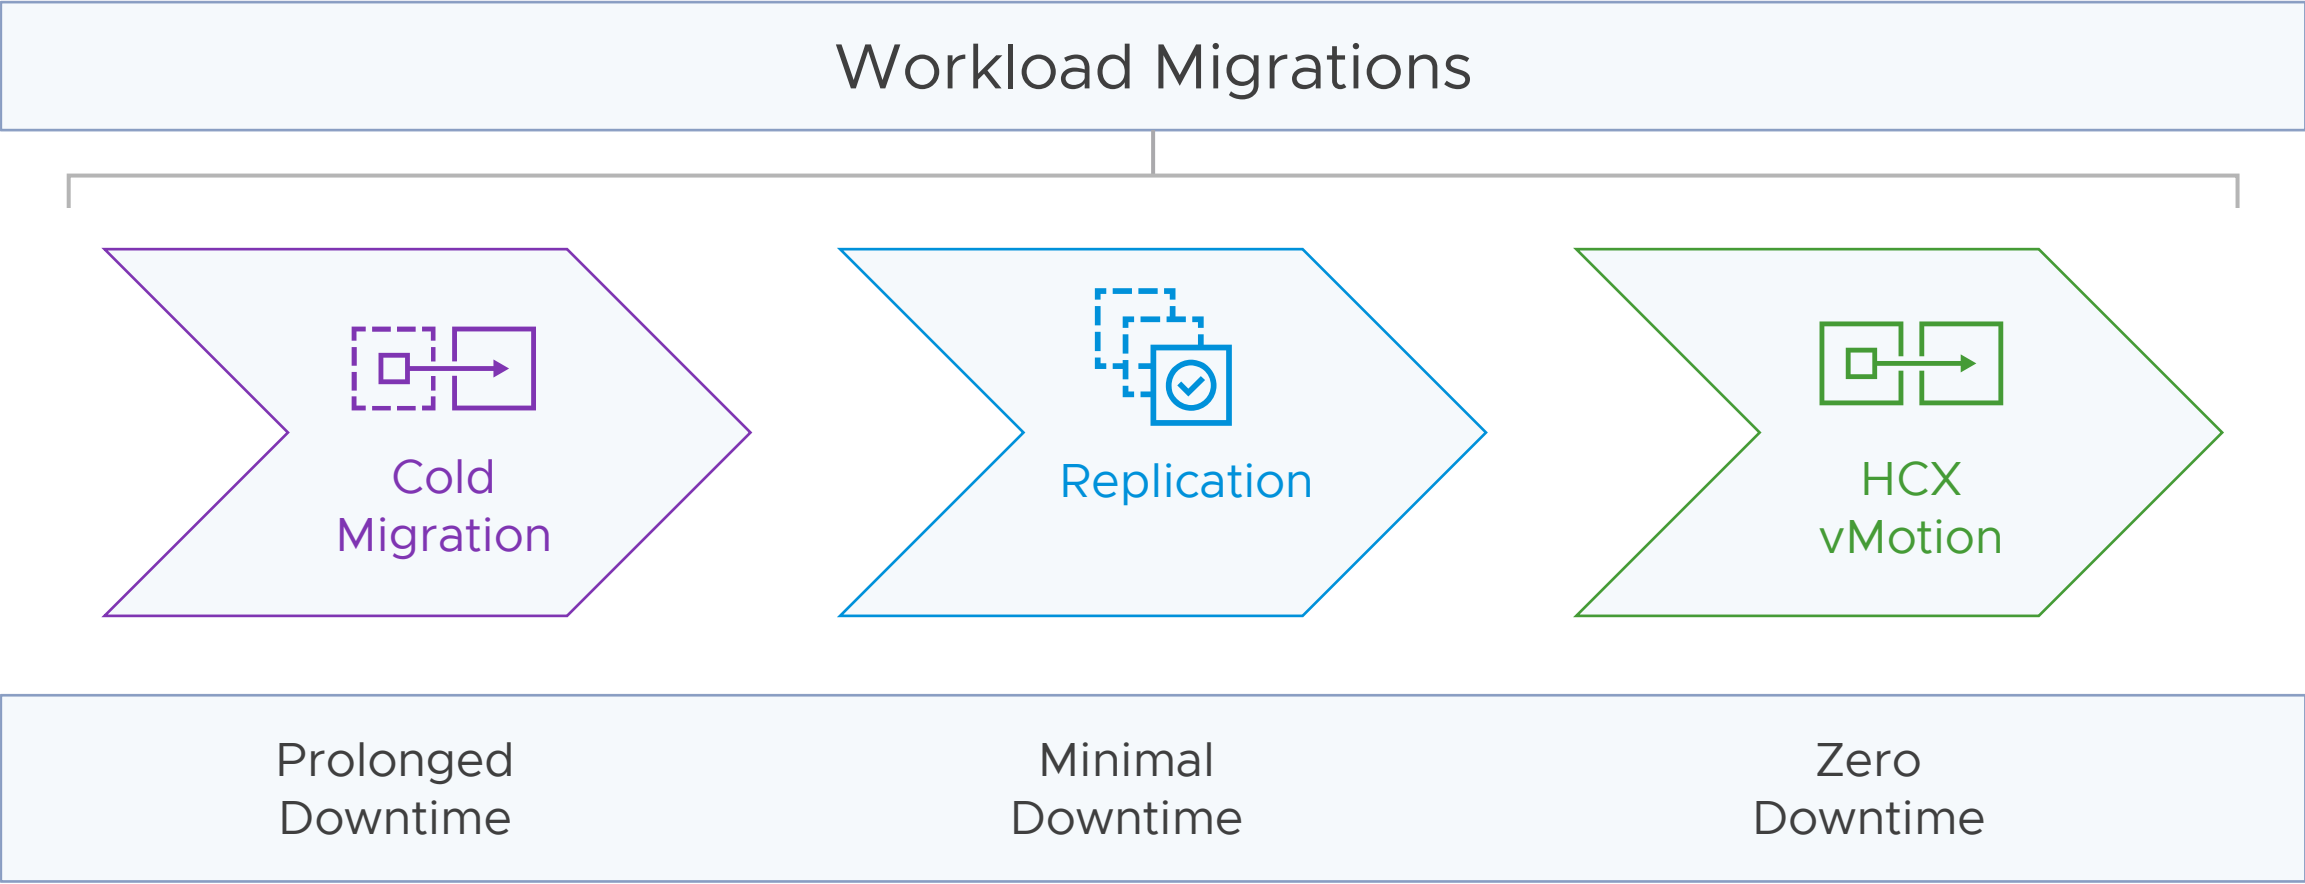 Workload Migrations
Cold
Migration
Replication
HCX
vMotion
Prolonged
Downtime
Minimal
Downtime
Zero
Downtime